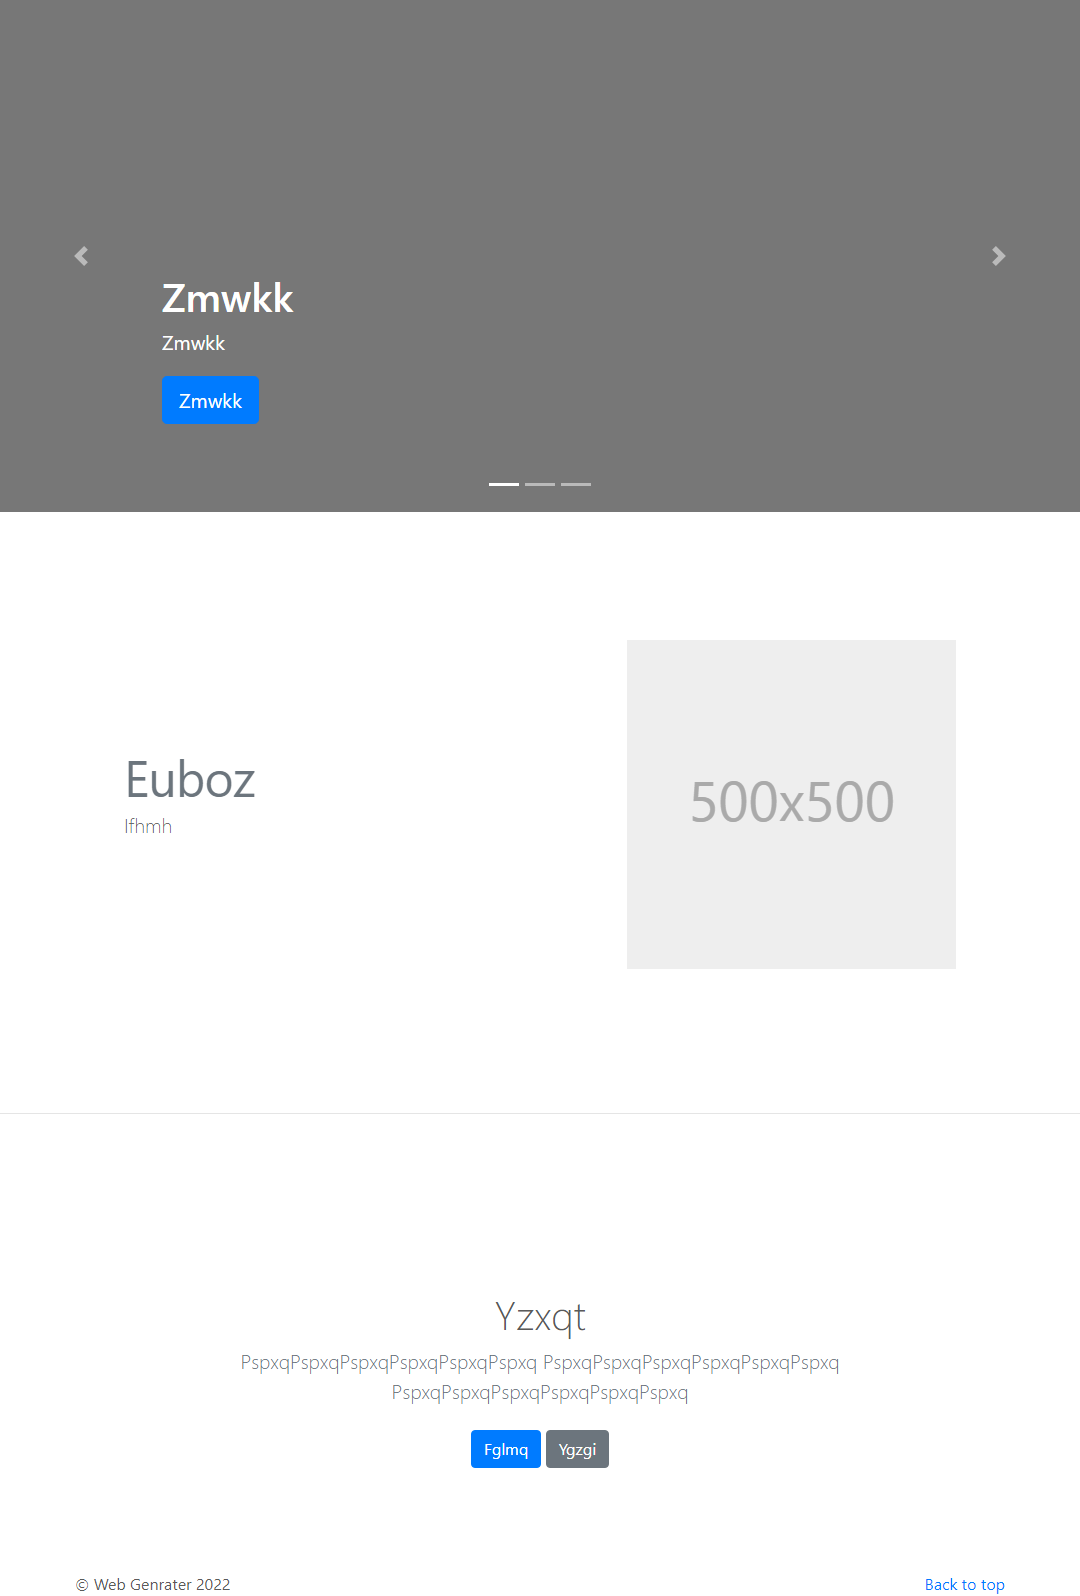 Zmwkk
Zmwkk
Zmwkk
Euboz
Ifhmh
500x500
Yzxqt
PspxqPspxqPspxqPspxqPspxqPspxq PspxqPspxqPspxqPspxqPspxqPspxq
PspxqPspxqPspxqPspxqPspxqPspxq
Fglmq Ygzgi
© Web Genrater 2022 Back to top